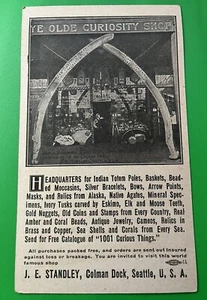 YE OLDE CURIOSITY SHOP
HEADQUARTERS for Indian Totem Poles, Baskets, Bead-
ed Moccasins, Silver Bracelets, Bows, Arrow Points,
Masks, and Relics from Alaska, Native Agates, Mineral Spec-
imens, Ivory Tusks carved by Eskimo, Elk and Moose Teeth,
Gold Nuggets, Old Coins and Stamps from Every Country, Real
Amber and Coral Beads, Antique Jewelry, Cameos, Relics in
Brass and Copper, Sea Shells and Corals from Every Sea.
Send for Free Catalogue of "1001 Curious Things."
All purchases packed free, and orders are sent out insured
against loss or breakage. You are invited to visit this world
famous shop
J. E. STANDLEY, Colman Dock, Seattle, U. S. A.